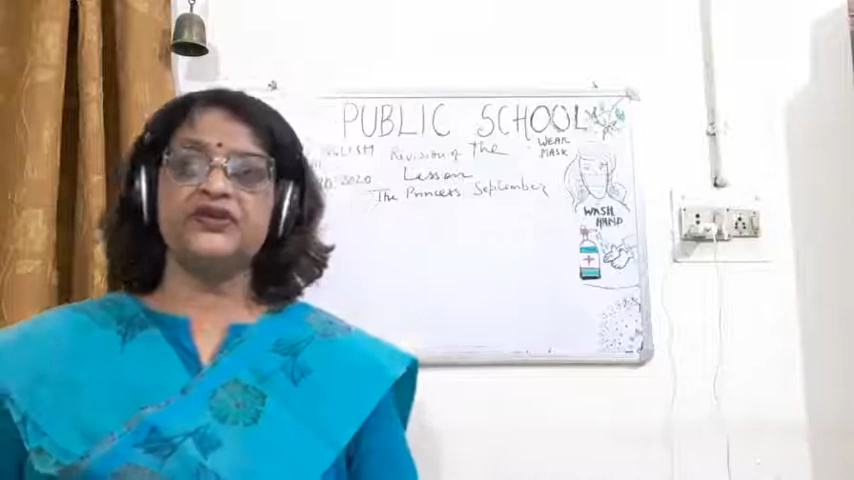 PUBLIC SCHOOL
Revision of The
Lesson
2020
The Princess September
WEAR
MASK
WASH
HAND